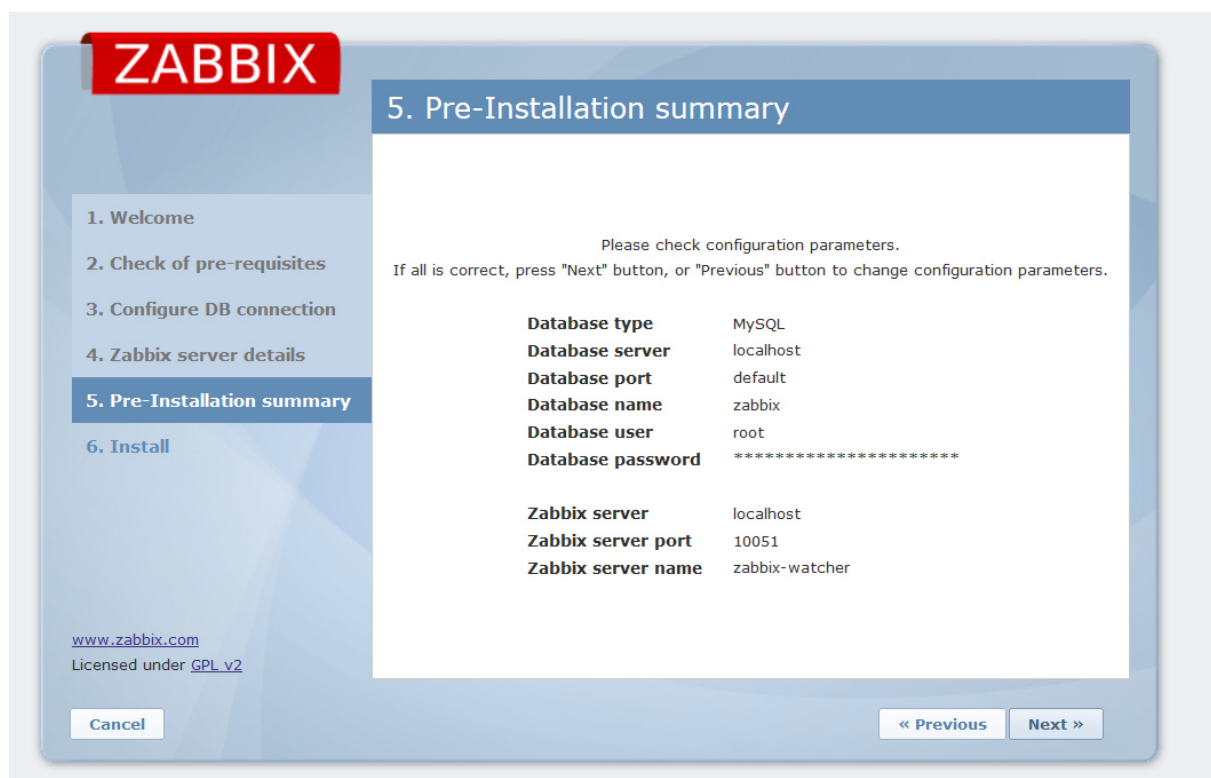 ZABBIX
5. Pre-Installation summary
1. Welcome
2. Check of pre-requisites
3. Configure DB connection
4. Zabbix server details
5. Pre-Installation summary
6. Install
Please check configuration parameters.
If all is correct, press "Next" button, or "Previous" button to change configuration parameters.
Database type MySQL
Database server localhost
Database port default
Database name zabbix
Database user root
Database password **********************
Zabbix server localhost
Zabbix server port 10051
Zabbix server name zabbix-watcher
www.zabbix.com
Licensed under GPL v2
Cancel
« Previous
Next »